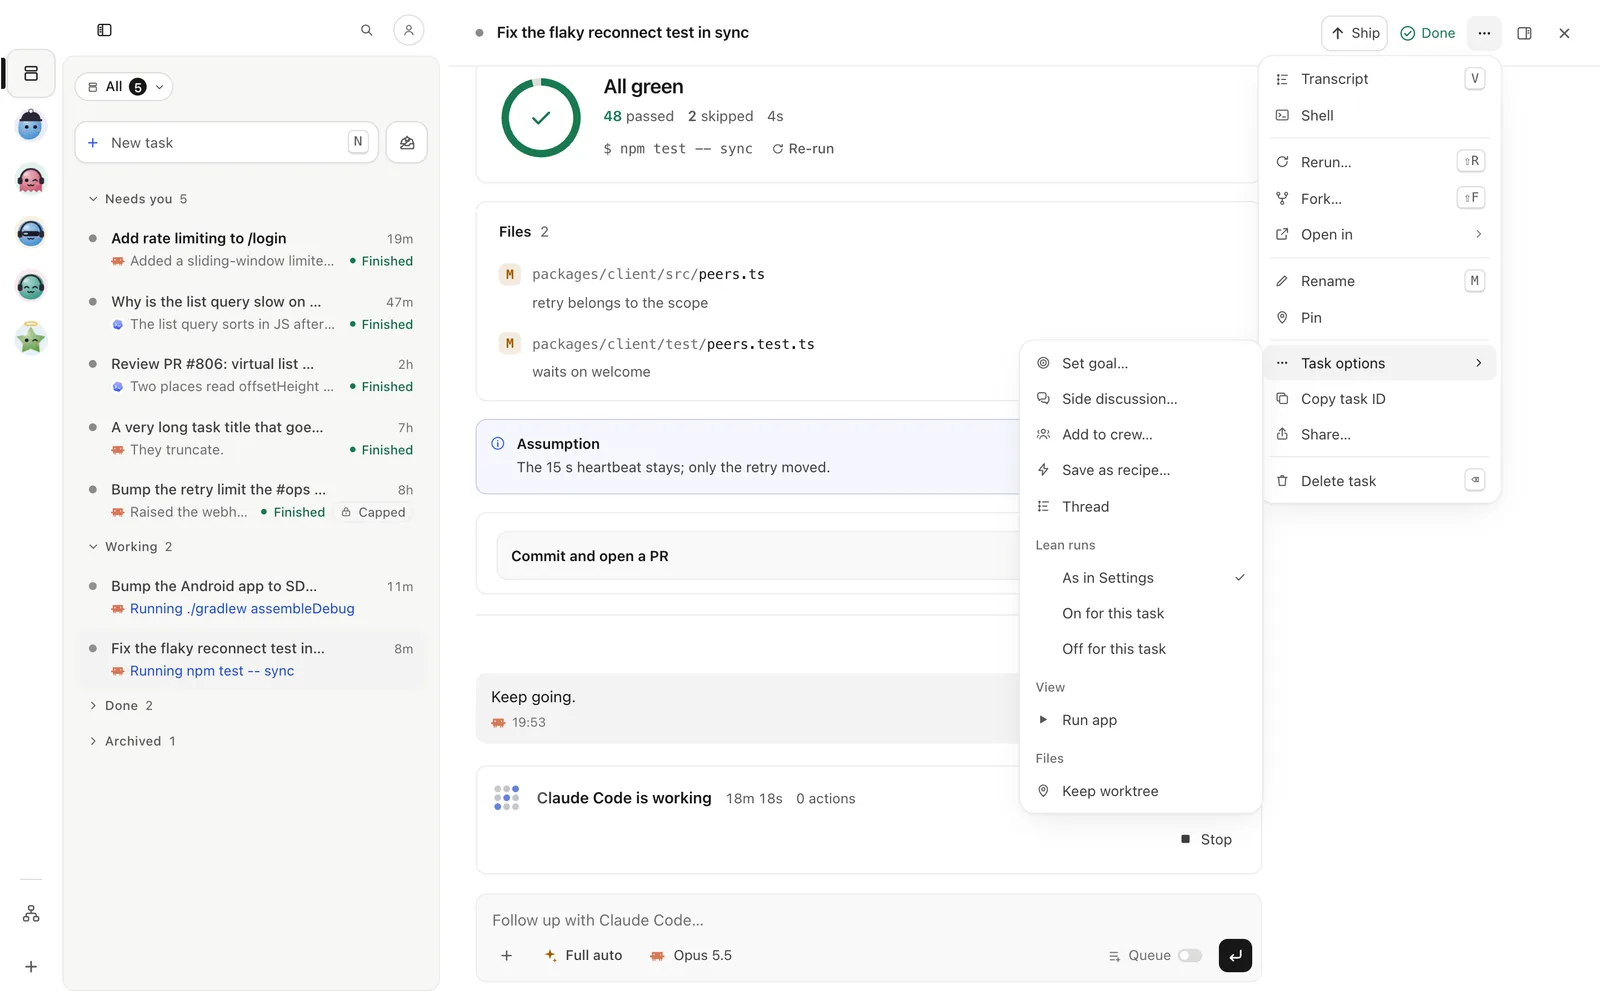 All 5
New task N
Needs you 5
Add rate limiting to /login 19m
Added a sliding-window limite... Finished
Why is the list query slow on ... 47m
The list query sorts in JS after... Finished
Review PR #806: virtual list ... 2h
Two places read offsetHeight ... Finished
A very long task title that goe... 7h
They truncate. Finished
Bump the retry limit the #ops ... 8h
Raised the webh... Finished Capped
Working 2
Bump the Android app to SD... 11m
Running ./gradlew assembleDebug
Fix the flaky reconnect test in... 8m
Running npm test -- sync
Done 2
Archived 1
Fix the flaky reconnect test in sync
Ship
Done
All green
48 passed 2 skipped 4s
$ npm test -- sync Re-run
Files 2
M packages/client/src/peers.ts
retry belongs to the scope
M packages/client/test/peers.test.ts
waits on welcome
Assumption
The 15 s heartbeat stays; only the retry moved.
Commit and open a PR
Keep going.
19:53
Claude Code is working 18m 18s 0 actions
Stop
Follow up with Claude Code...
Full auto Opus 5.5 Queue
Transcript V
Shell
Rerun... ⇧R
Fork... ⇧F
Open in
Rename M
Pin
Task options
Copy task ID
Share...
Delete task ⌫
Set goal...
Side discussion...
Add to crew...
Save as recipe...
Thread
Lean runs
As in Settings
On for this task
Off for this task
View
Run app
Files
Keep worktree